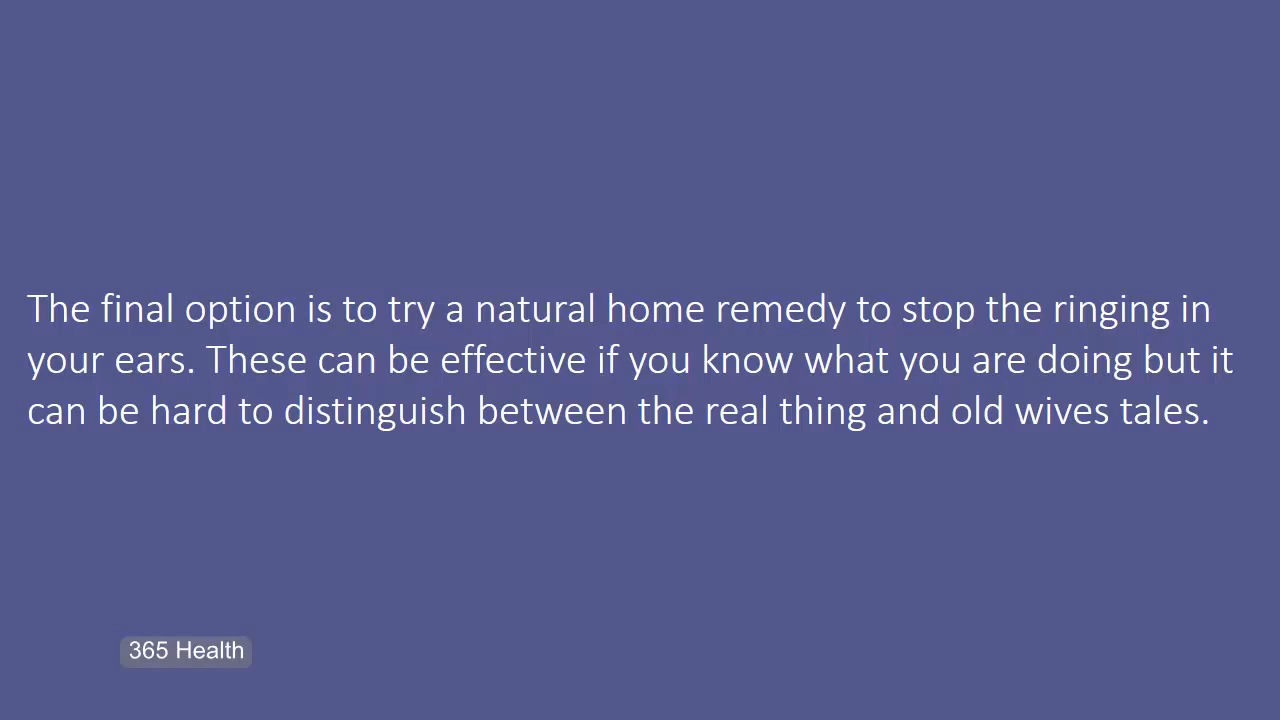 The final option is to try a natural home remedy to stop the ringing in
your ears. These can be effective if you know what you are doing but it
can be hard to distinguish between the real thing and old wives tales.
365 Health